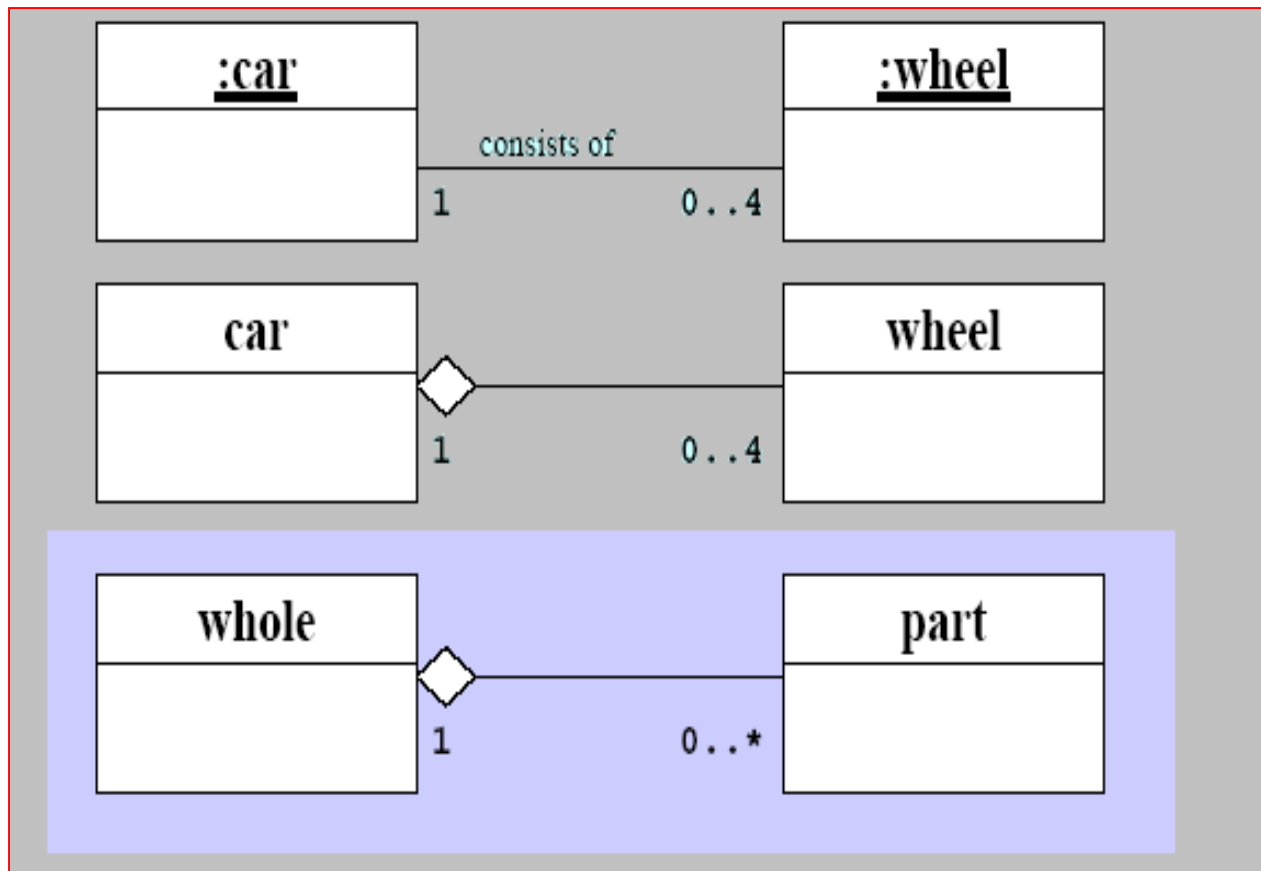 :car :wheel
consists of
1 0..4
car wheel
1 0..4
whole part
1 0..*